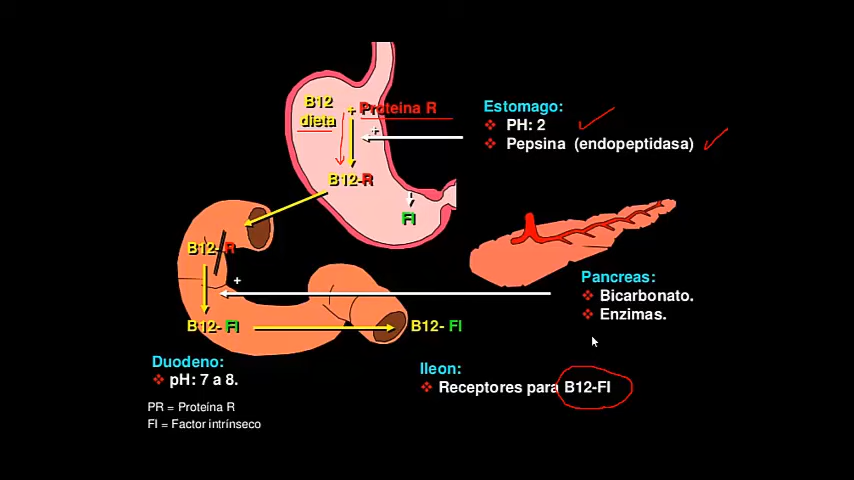 B12
dieta
+ Proteina R
+
B12-R
FI
Estomago:
PH: 2
Pepsina (endopeptidasa)
B12-R
+
B12-FI
B12- FI
Pancreas:
Bicarbonato.
Enzimas.
Duodeno:
pH: 7 a 8.
Ileon:
Receptores para B12-FI
PR = Proteína R
FI = Factor intrínseco